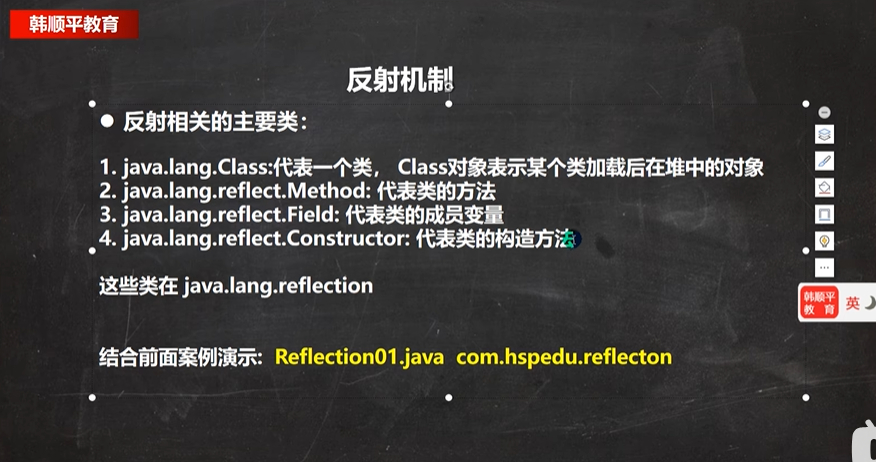 韩顺平教育
反射机制
● 反射相关的主要类：
1. java.lang.Class:代表一个类， Class对象表示某个类加载后在堆中的对象
2. java.lang.reflect.Method: 代表类的方法
3. java.lang.reflect.Field: 代表类的成员变量
4. java.lang.reflect.Constructor: 代表类的构造方法
这些类在 java.lang.reflection
结合前面案例演示: Reflection01.java com.hspedu.reflecton
韩顺平
教 育
英